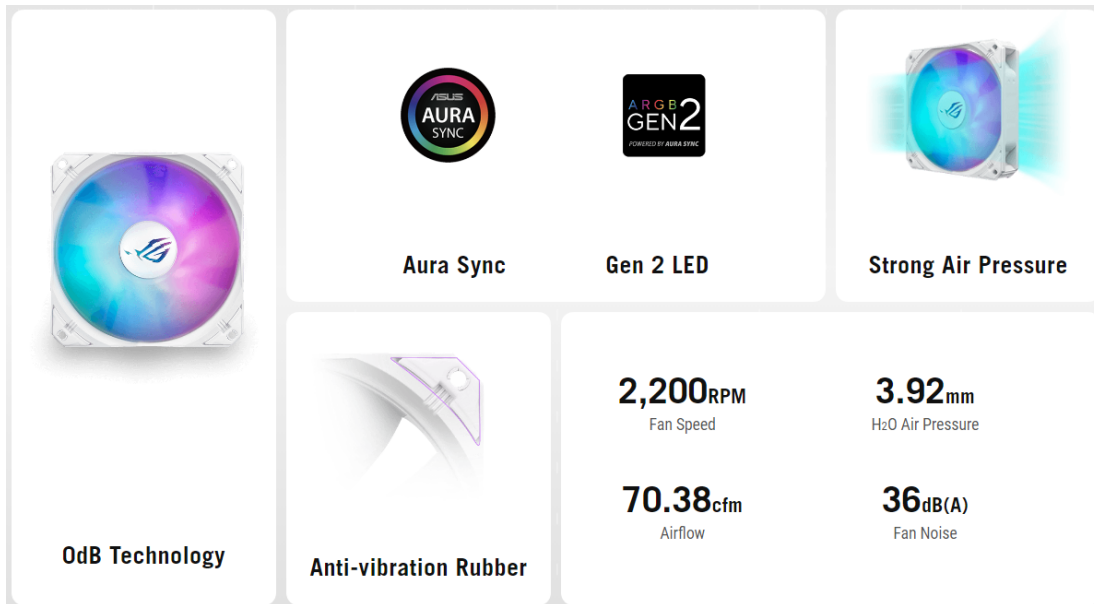 ASUS
AURA
SYNC
ARGB
GEN2
POWERED BY AURA SYNC
Aura Sync
Gen 2 LED
Strong Air Pressure
0dB Technology
Anti-vibration Rubber
2,200RPM
Fan Speed
3.92mm
H2O Air Pressure
70.38cfm
Airflow
36dB(A)
Fan Noise